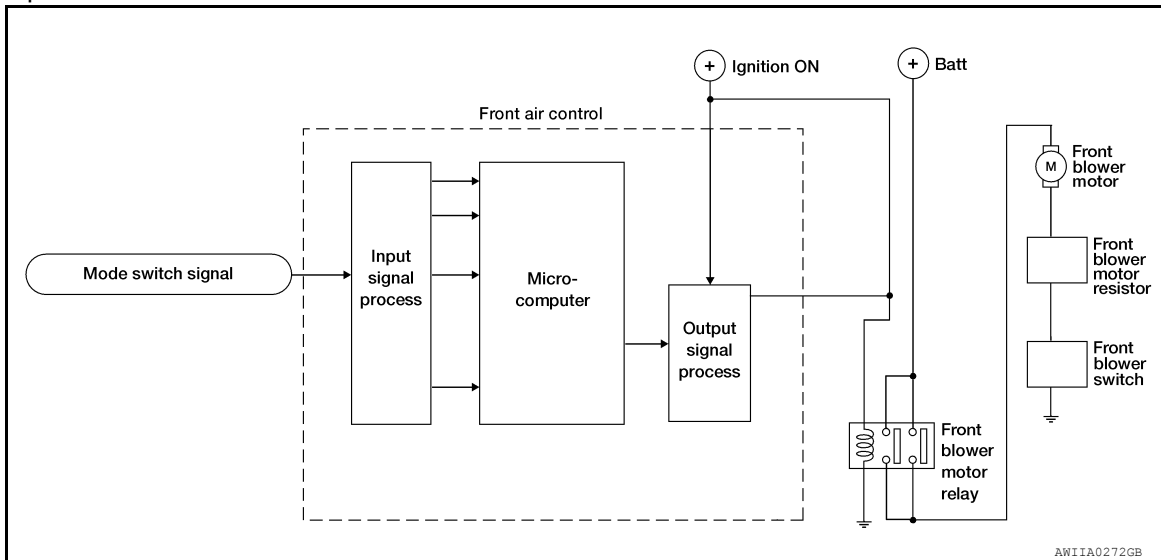 + Ignition ON
+ Batt
Front air control
Mode switch signal
Input
signal
process
Micro-
computer
Output
signal
process
M
Front
blower
motor
Front
blower
motor
resistor
Front
blower
switch
Front
blower
motor
relay
AWIIA0272GB